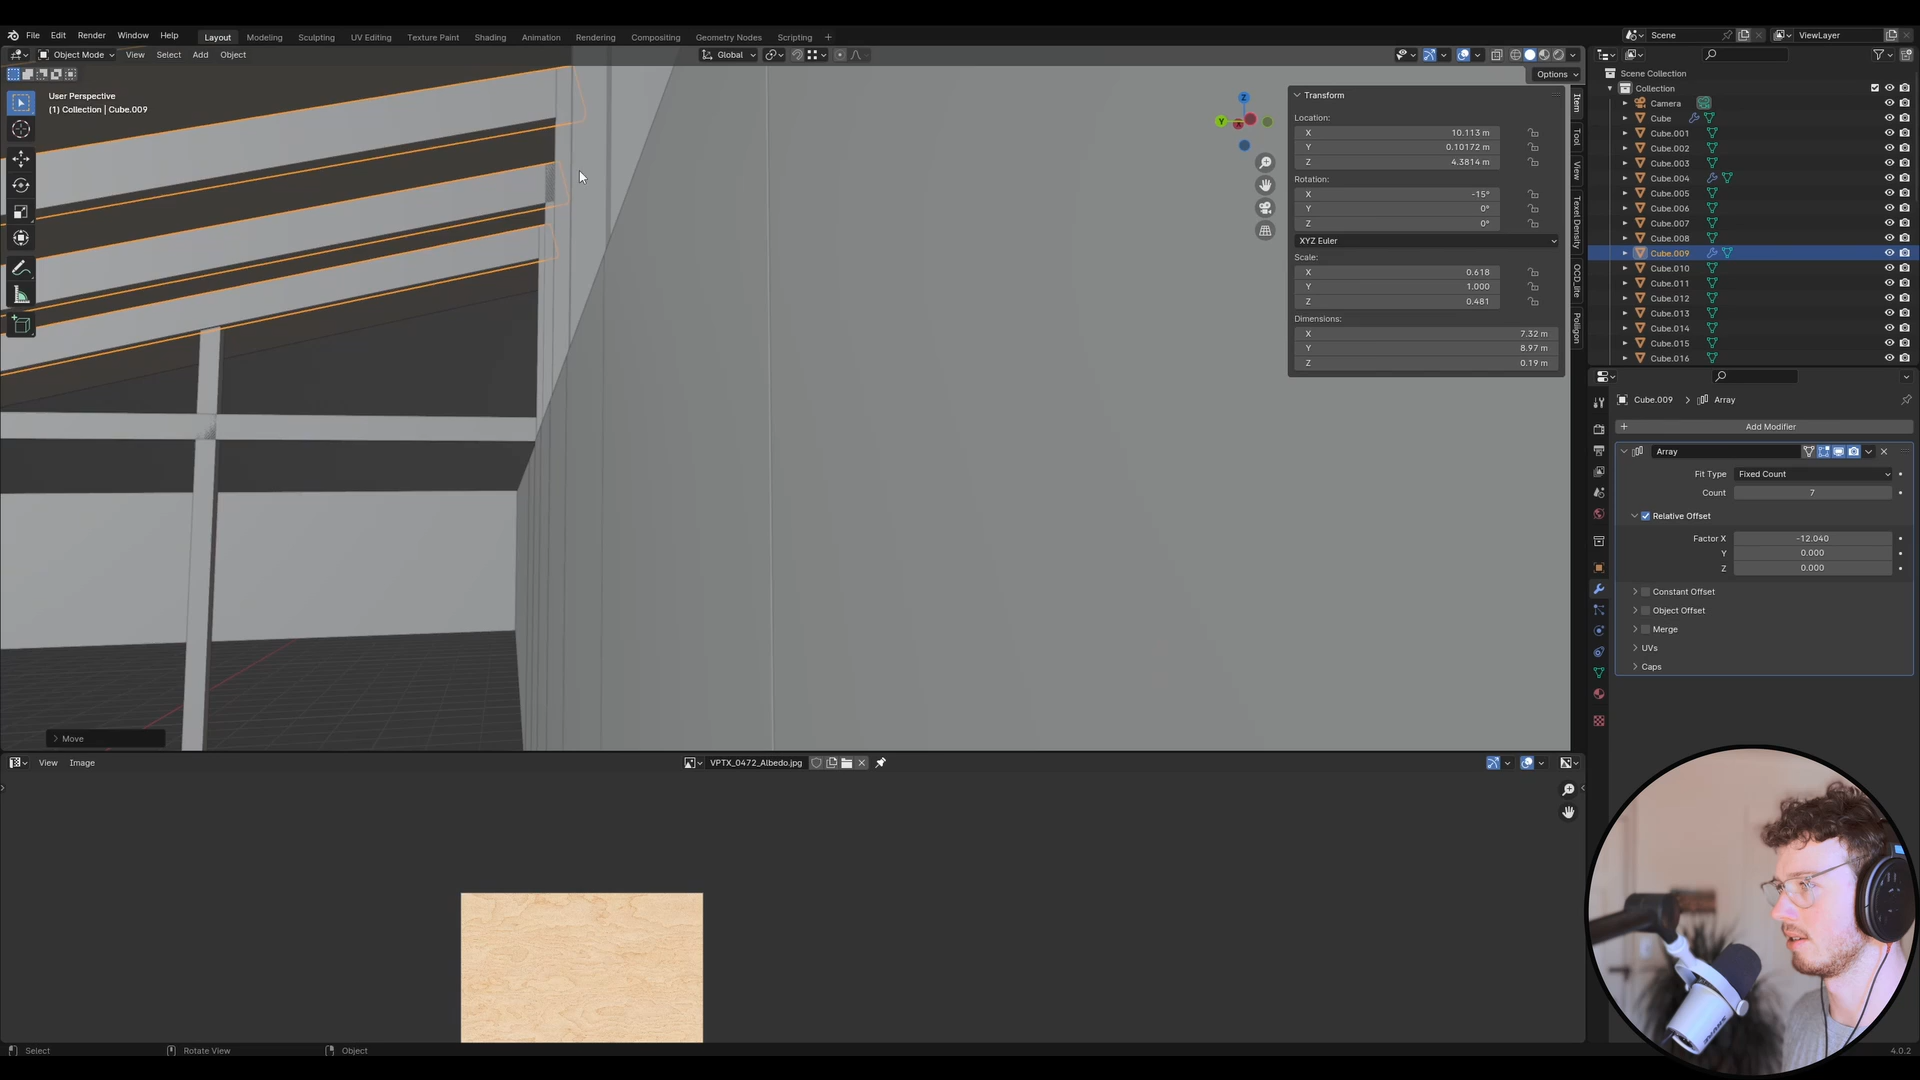 File Edit Render Window Help Layout Modeling Sculpting UV Editing Texture Paint Shading Animation Rendering Compositing Geometry Nodes Scripting + Scene ViewLayer
Object Mode View Select Add Object Global
Options
User Perspective
(1) Collection | Cube.009
Transform
Location:
X 10.113 m
Y 0.10172 m
Z 4.3814 m
Rotation:
X -15°
Y 0°
Z 0°
XYZ Euler
Scale:
X 0.618
Y 1.000
Z 0.481
Dimensions:
X 7.32 m
Y 8.97 m
Z 0.19 m
Item
Tool
View
Texel Density
OCD_lite
Poliigon
Z
Y
Scene Collection
Collection
Camera
Cube
Cube.001
Cube.002
Cube.003
Cube.004
Cube.005
Cube.006
Cube.007
Cube.008
Cube.009
Cube.010
Cube.011
Cube.012
Cube.013
Cube.014
Cube.015
Cube.016
Cube.009 > Array
+ Add Modifier
Array
Fit Type Fixed Count
Count 7
Relative Offset
Factor X -12.040
Y 0.000
Z 0.000
Constant Offset
Object Offset
Merge
UVs
Caps
> Move
View Image VPTX_0472_Albedo.jpg
Select Rotate View Object 4.0.2